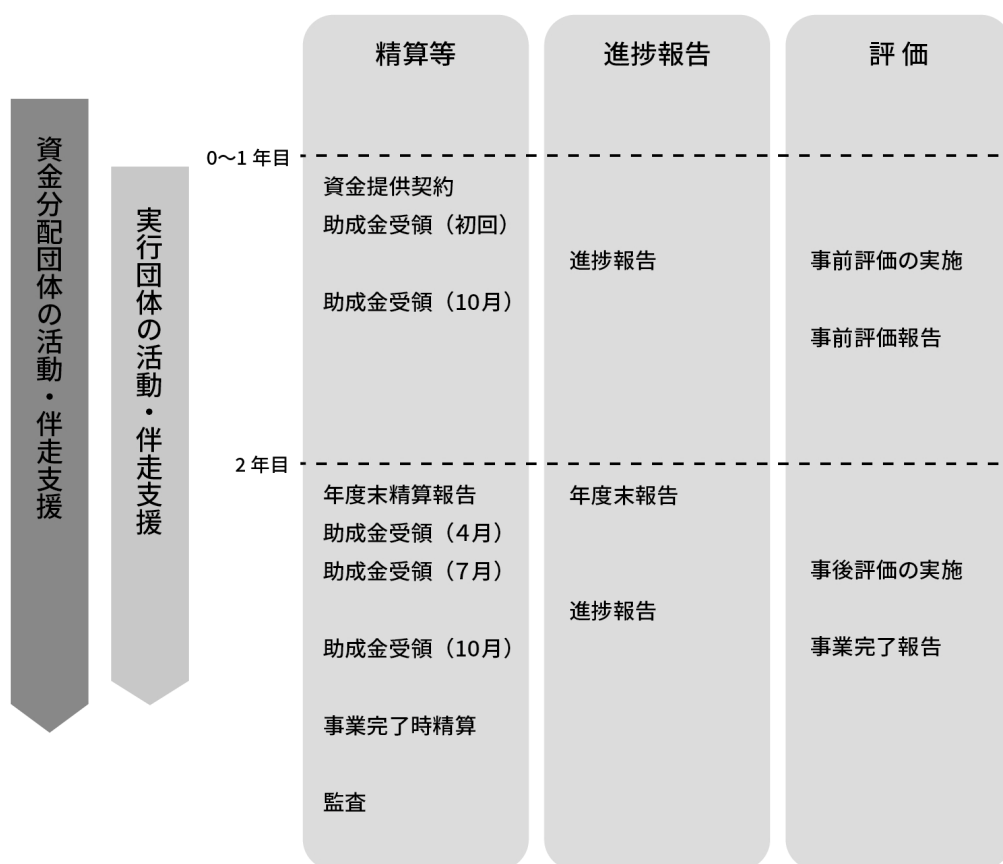 精算等
進捗報告
評 価
資金分配団体の活動・伴走支援
実行団体の活動・伴走支援
0〜1 年目
資金提供契約
助成金受領（初回）
助成金受領（10月）
進捗報告
事前評価の実施
事前評価報告
2 年目
年度末精算報告
助成金受領（4月）
助成金受領（7月）
助成金受領（10月）
事業完了時精算
監査
年度末報告
進捗報告
事後評価の実施
事業完了報告